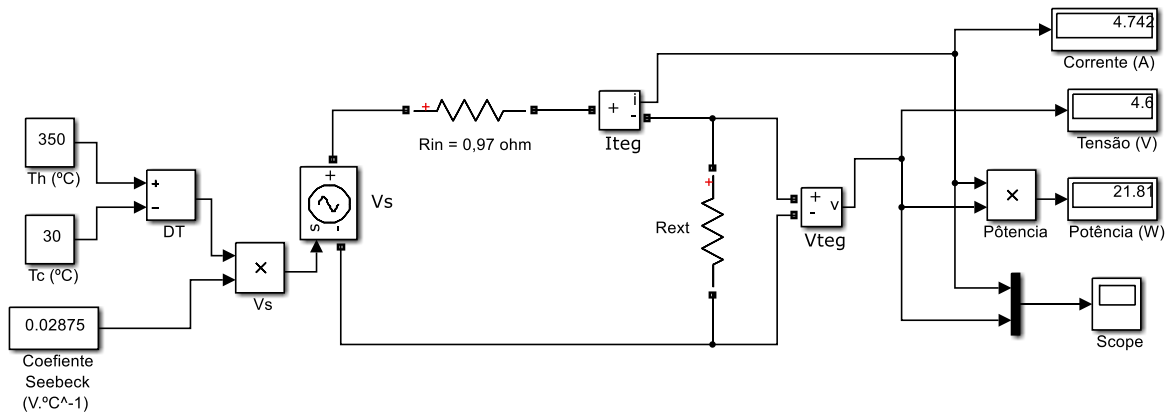 4.742
Corrente (A)
4.6
Tensão (V)
+
i
+
-
Rin = 0,97 ohm
Iteg
350
Th (ºC)
+
-
DT
30
Tc (ºC)
+
s
-
Vs
+
Rext
+
-
v
Vteg
×
Pôtencia
21.81
Potência (W)
×
Vs
0.02875
Coefiente
Seebeck
(V.ºC^-1)
Scope